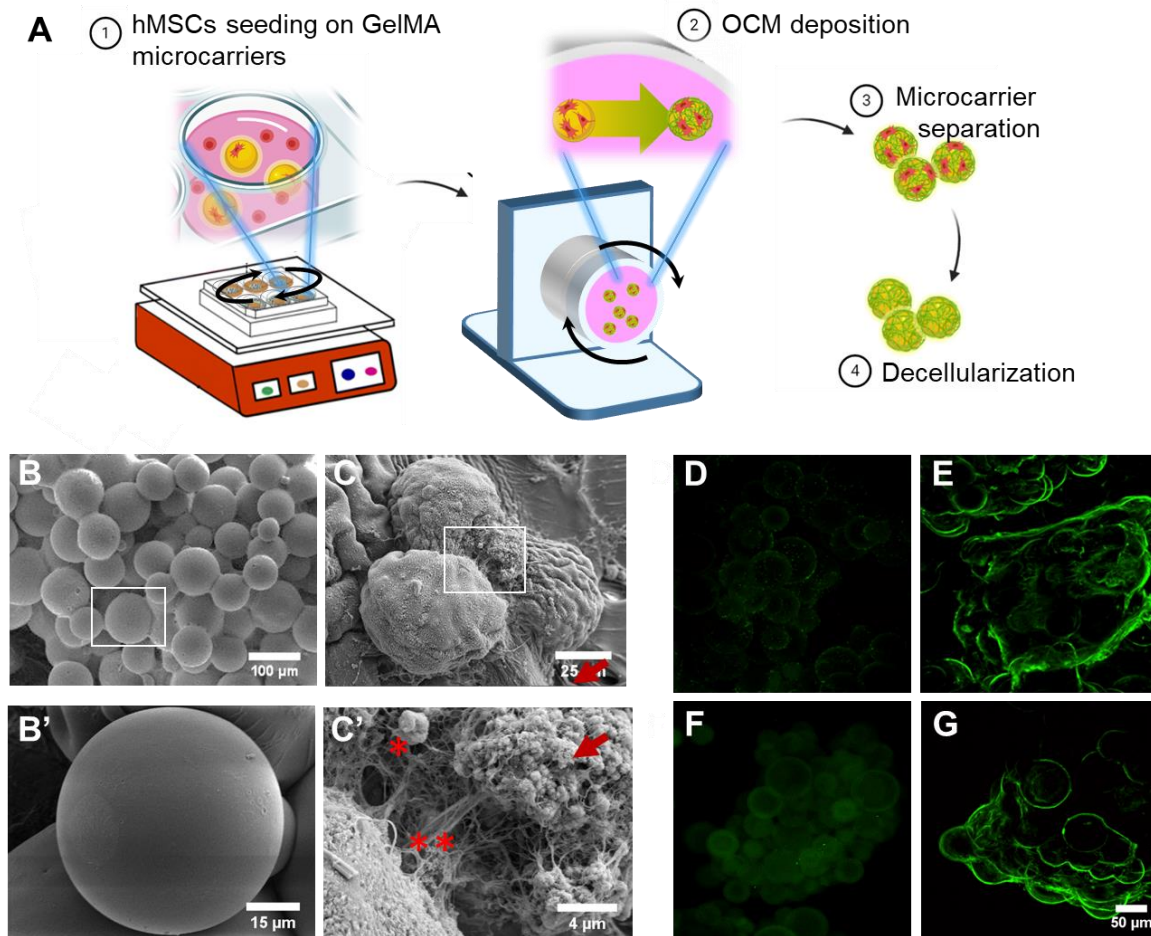 A
1
hMSCs seeding on GelMA
microcarriers
2
OCM deposition
3
Microcarrier
separation
4
Decellularization
B
100 µm
C
D
E
B’
15 µm
C’
*
**
4 µm
F
G
50 µm